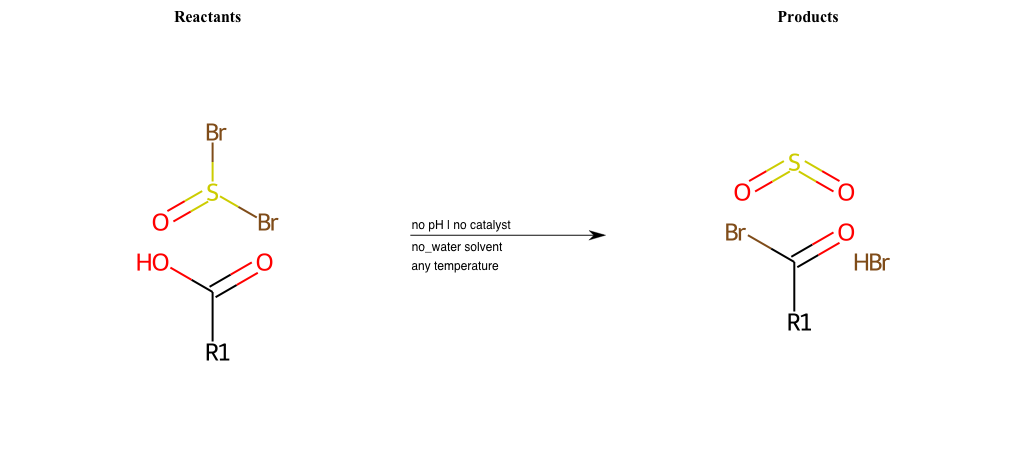 Reactants Products
Br
S
O Br
HO O
R1
no pH | no catalyst
no_water solvent
any temperature
S
O O
Br O
HBr
R1